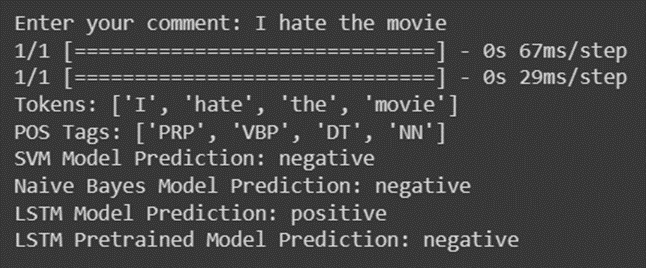 Enter your comment: I hate the movie
1/1 [==============================] - 0s 67ms/step
1/1 [==============================] - 0s 29ms/step
Tokens: ['I', 'hate', 'the', 'movie']
POS Tags: ['PRP', 'VBP', 'DT', 'NN']
SVM Model Prediction: negative
Naive Bayes Model Prediction: negative
LSTM Model Prediction: positive
LSTM Pretrained Model Prediction: negative